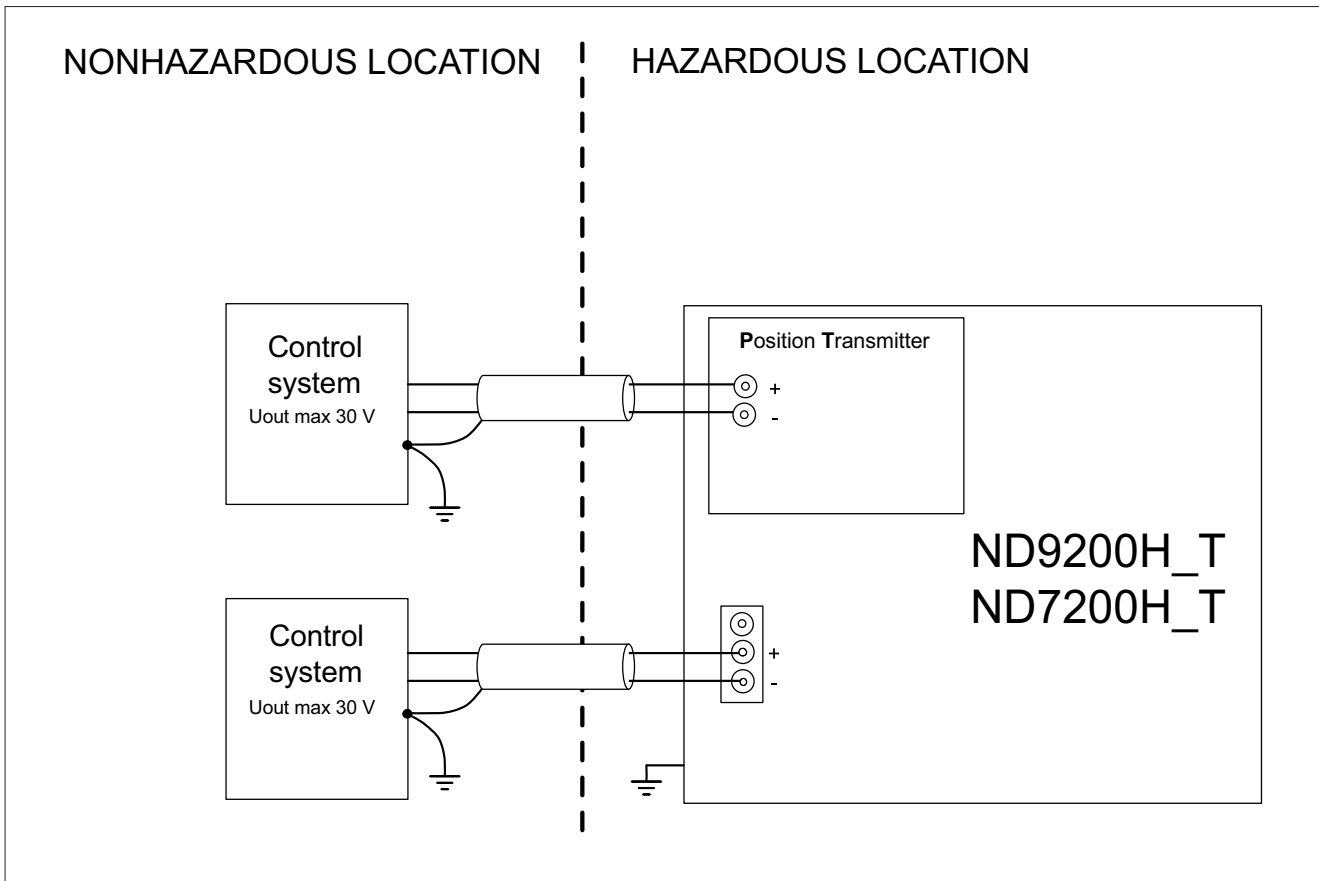 NONHAZARDOUS LOCATION
HAZARDOUS LOCATION
Control
system
Uout max 30 V
Position Transmitter
+
-
ND9200H_T
ND7200H_T
Control
system
Uout max 30 V
+
-